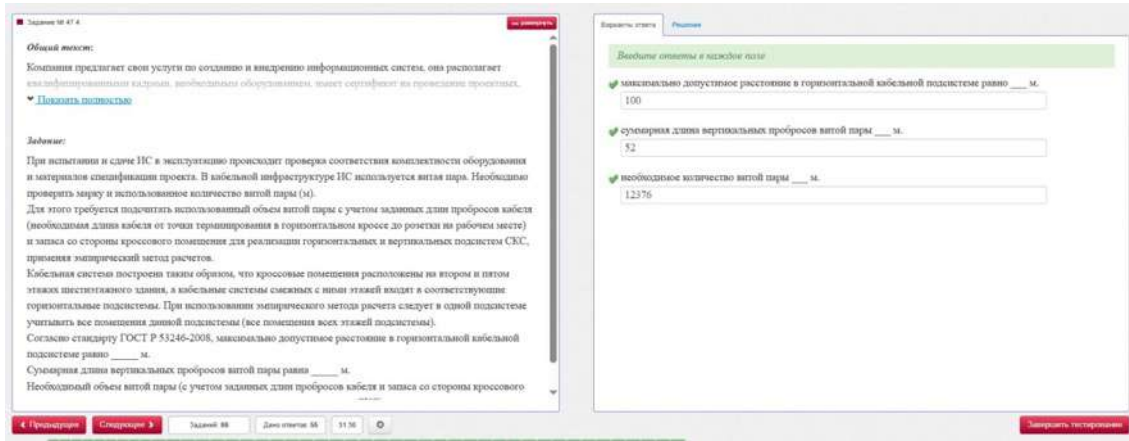 Задание № 47.4
развернуть
Общий текст:
Компания предлагает свои услуги по созданию и внедрению информационных систем, она располагает
квалифицированными кадрами, необходимым оборудованием, имеет сертификат на проведение проектных,
Показать полностью
Задание:
При испытании и сдаче ИС в эксплуатацию происходит проверка соответствия комплектности оборудования
и материалов спецификации проекта. В кабельной инфраструктуре ИС используется витая пара. Необходимо
проверить марку и использованное количество витой пары (м).
Для этого требуется подсчитать использованный объем витой пары с учетом заданных длин пробросов кабеля
(необходимая длина кабеля от точки терминирования в горизонтальном кроссе до розетки на рабочем месте)
и запаса со стороны кроссового помещения для реализации горизонтальных и вертикальных подсистем СКС,
применяя эмпирический метод расчетов.
Кабельная система построена таким образом, что кроссовые помещения расположены на втором и пятом
этажах шестиэтажного здания, а кабельные системы смежных с ними этажей входят в соответствующие
горизонтальные подсистемы. При использовании эмпирического метода расчета следует в одной подсистеме
учитывать все помещения данной подсистемы (все помещения всех этажей подсистемы).
Согласно стандарту ГОСТ Р 53246-2008, максимально допустимое расстояние в горизонтальной кабельной
подсистеме равно _____ м.
Суммарная длина вертикальных пробросов витой пары равна _____ м.
Необходимый объем витой пары (с учетом заданных длин пробросов кабеля и запаса со стороны кроссового
Варианты ответа Решение
Введите ответы в каждое поле
максимально допустимое расстояние в горизонтальной кабельной подсистеме равно ___ м.
100
суммарная длина вертикальных пробросов витой пары ___ м.
52
необходимое количество витой пары ___ м.
12376
Предыдущая Следующее Заданий: Дано ответов: 51:50 Завершить тестирование